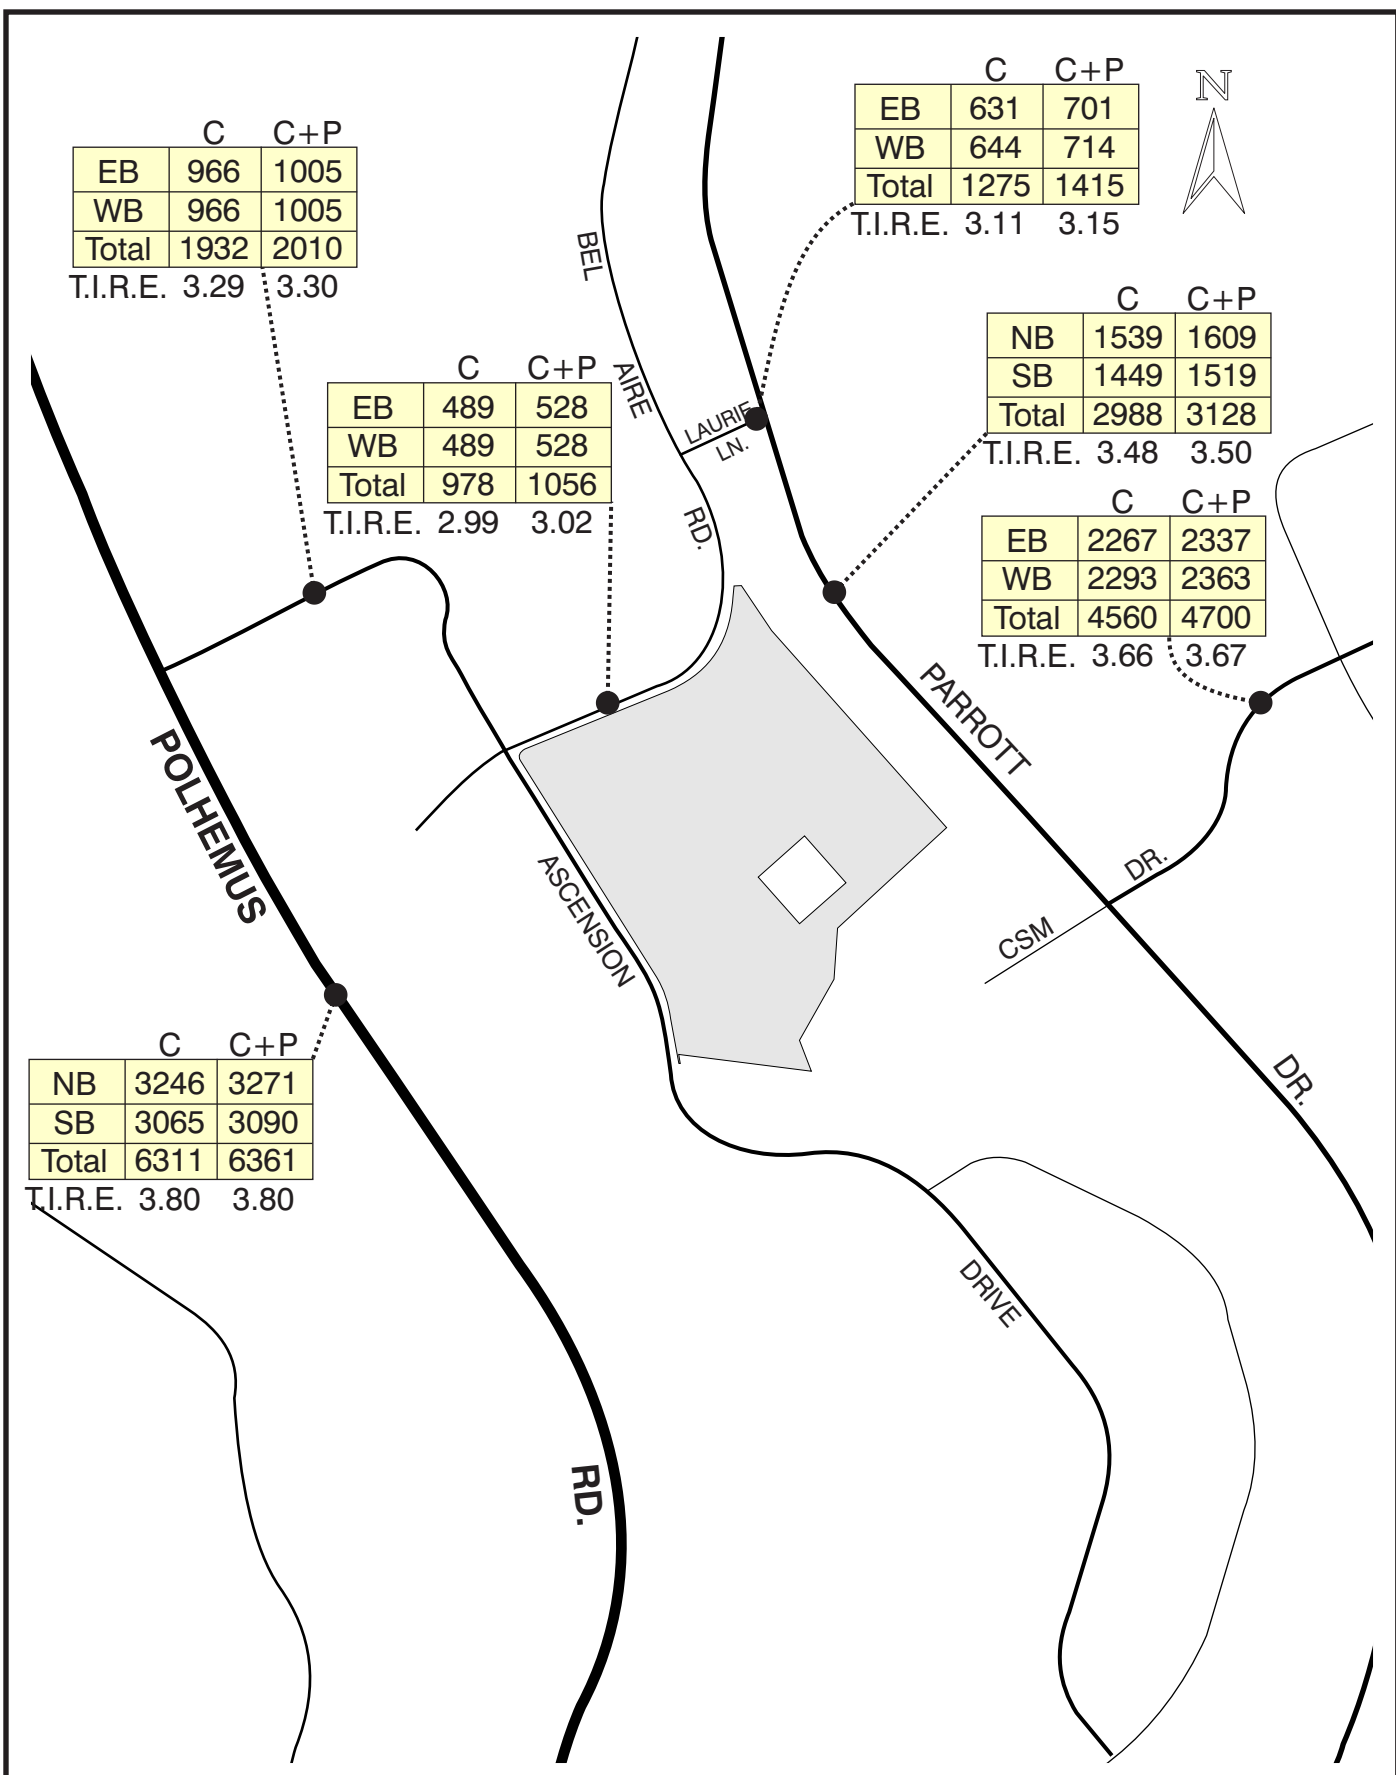 C C+P
EB 631 701
WB 644 714
Total 1275 1415
T.I.R.E. 3.11 3.15
N
C C+P
EB 966 1005
WB 966 1005
Total 1932 2010
T.I.R.E. 3.29 3.30
BEL
AIRE
RD.
C C+P
NB 1539 1609
SB 1449 1519
Total 2988 3128
T.I.R.E. 3.48 3.50
C C+P
EB 489 528
WB 489 528
Total 978 1056
T.I.R.E. 2.99 3.02
LAURIE
LN.
C C+P
EB 2267 2337
WB 2293 2363
Total 4560 4700
T.I.R.E. 3.66 3.67
PARROTT
DR.
POLHEMUS
RD.
ASCENSION
DRIVE
CSM
DR.
C C+P
NB 3246 3271
SB 3065 3090
Total 6311 6361
T.I.R.E. 3.80 3.80